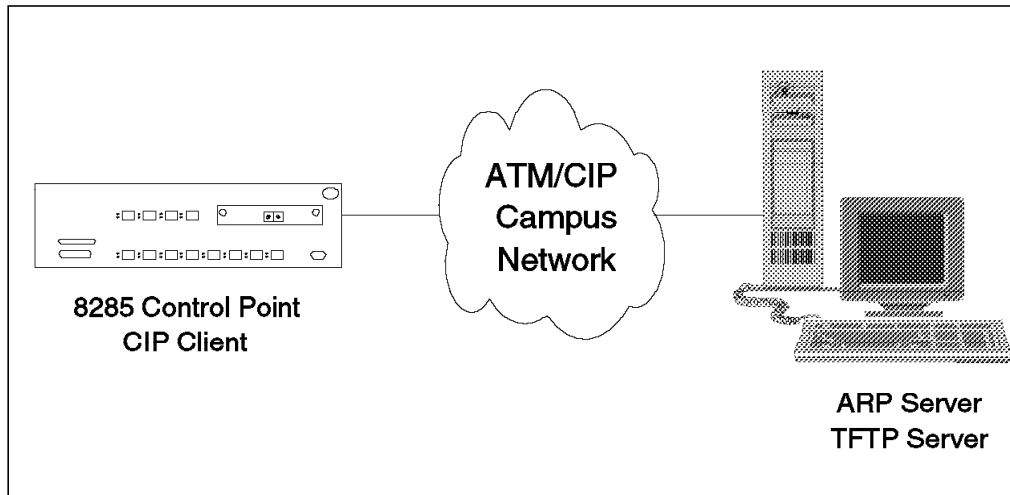 ATM/CIP
Campus
Network
8285 Control Point
CIP Client
ARP Server
TFTP Server